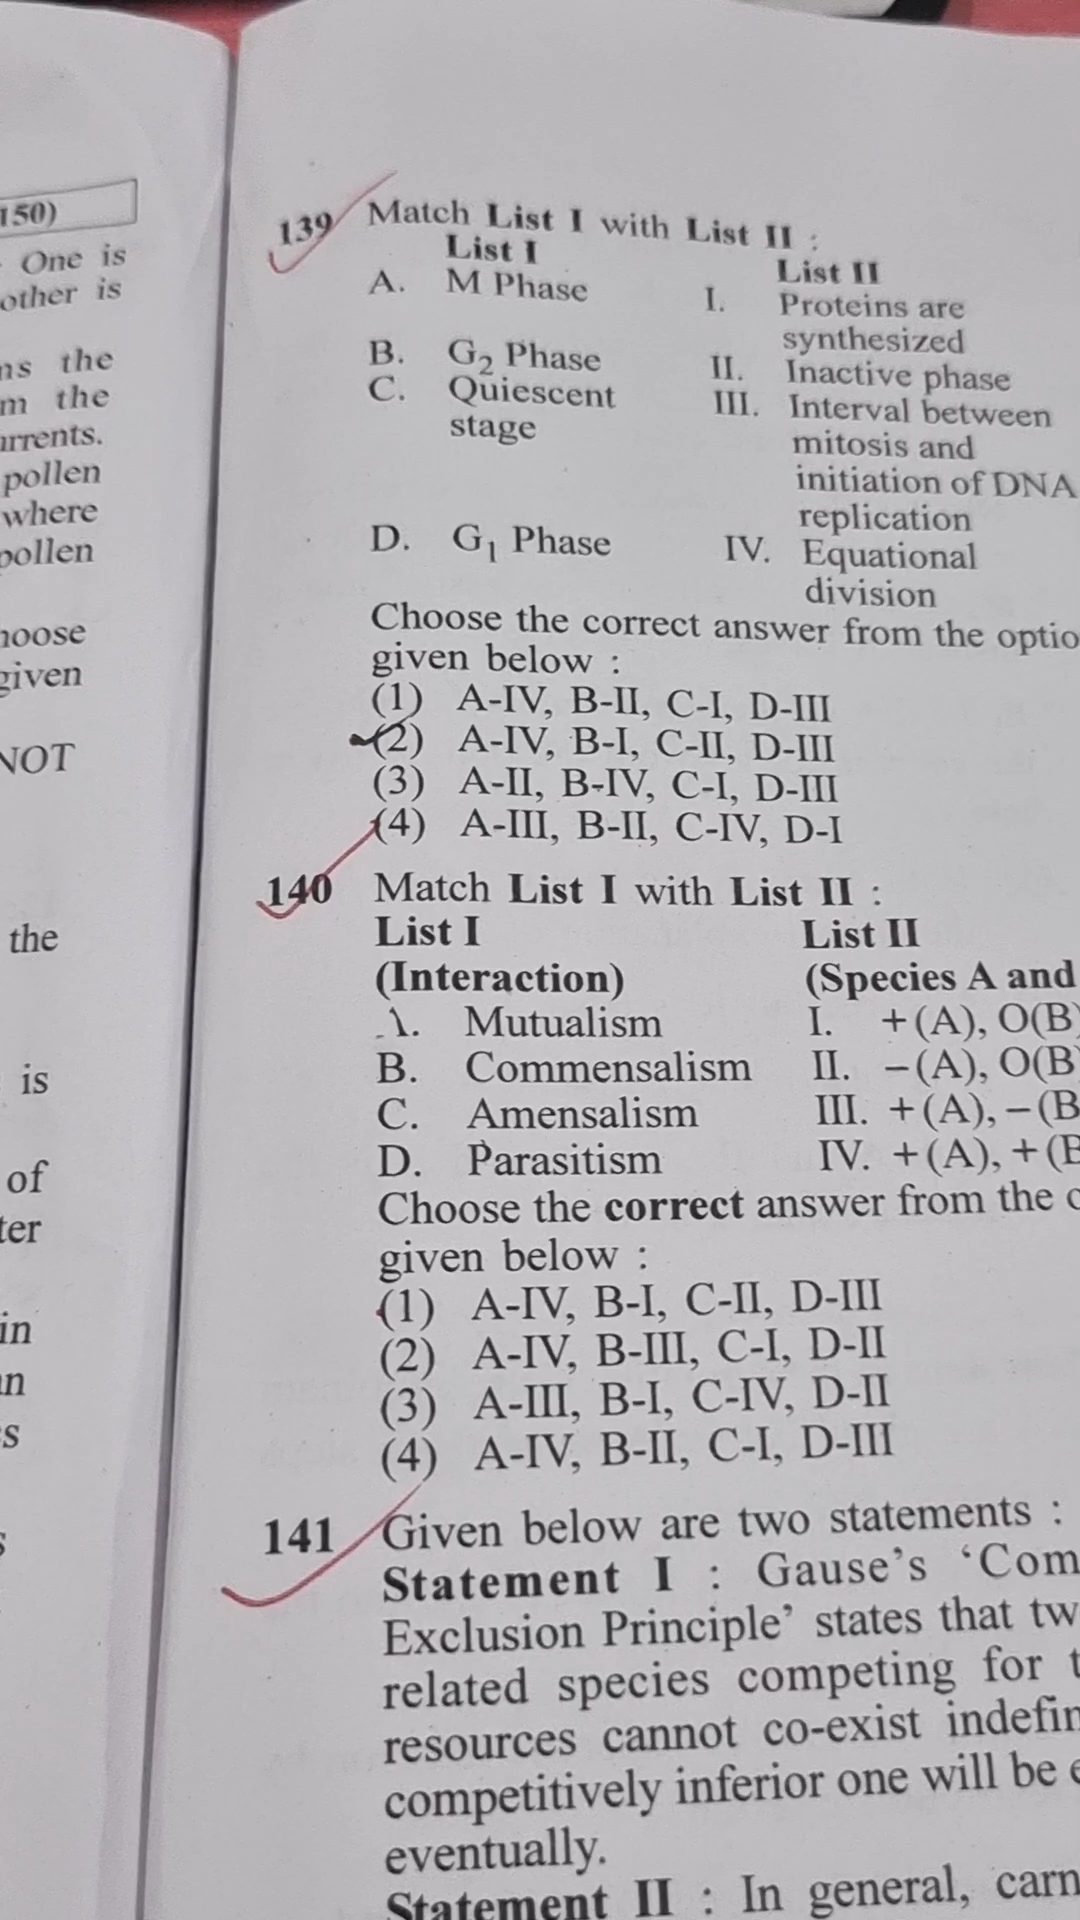 150)
One is
other is
the
the
pollen
where
pollen
given
NOT
the
is
of
in
139 Match List I with List II :
List I
List II
A. M Phase
I. Proteins are
synthesized
B. G₂ Phase
II. Inactive phase
C. Quiescent
stage
III. Interval between
mitosis and
initiation of DNA
replication
D. G₁ Phase
IV. Equational
division
Choose the correct answer from the optio
given below :
(1) A-IV, B-II, C-I, D-III
(2) A-IV, B-I, C-II, D-III
(3) A-II, B-IV, C-I, D-III
(4) A-III, B-II, C-IV, D-I
140 Match List I with List II :
List I List II
(Interaction) (Species A and
A. Mutualism I. +(A), O(B)
B. Commensalism II. −(A), O(B)
C. Amensalism III. +(A), −(B
D. Parasitism IV. +(A), +(B
Choose the correct answer from the
given below :
(1) A-IV, B-I, C-II, D-III
(2) A-IV, B-III, C-I, D-II
(3) A-III, B-I, C-IV, D-II
(4) A-IV, B-II, C-I, D-III
141 Given below are two statements :
Statement I : Gause's 'Com
Exclusion Principle' states that tw
related species competing for t
resources cannot co-exist indefin
competitively inferior one will be e
eventually.
Statement II : In general, carn